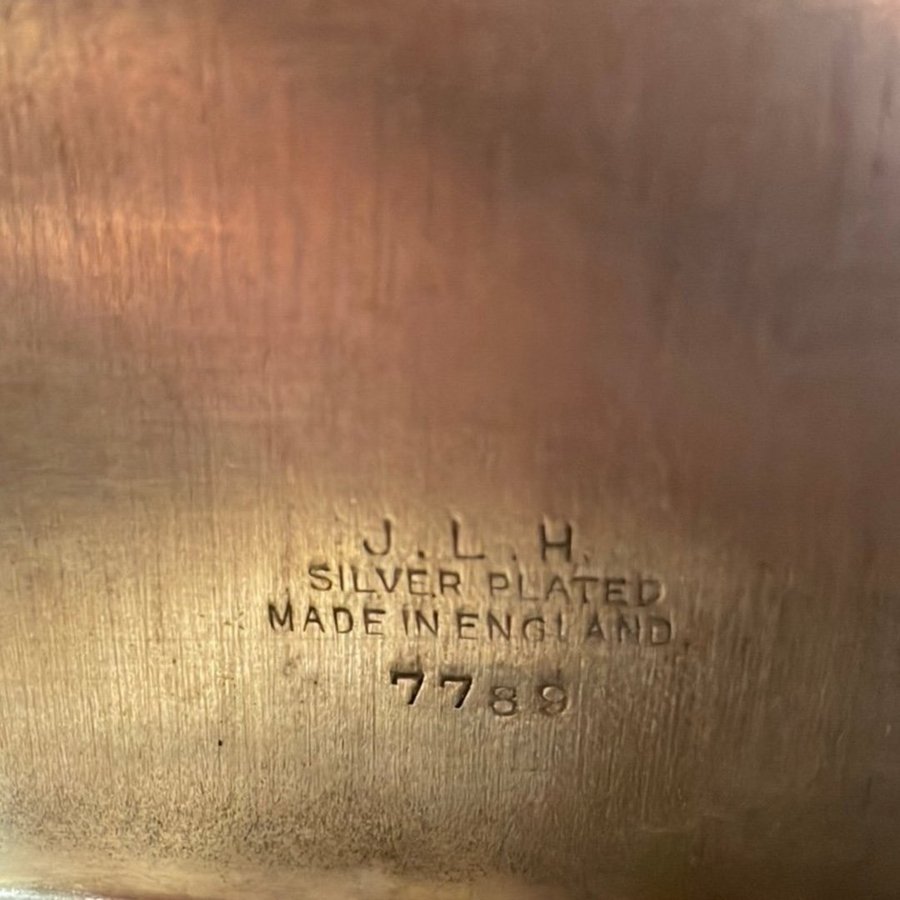 J.L.H.
SILVER PLATED
MADE IN ENGLAND.
7789